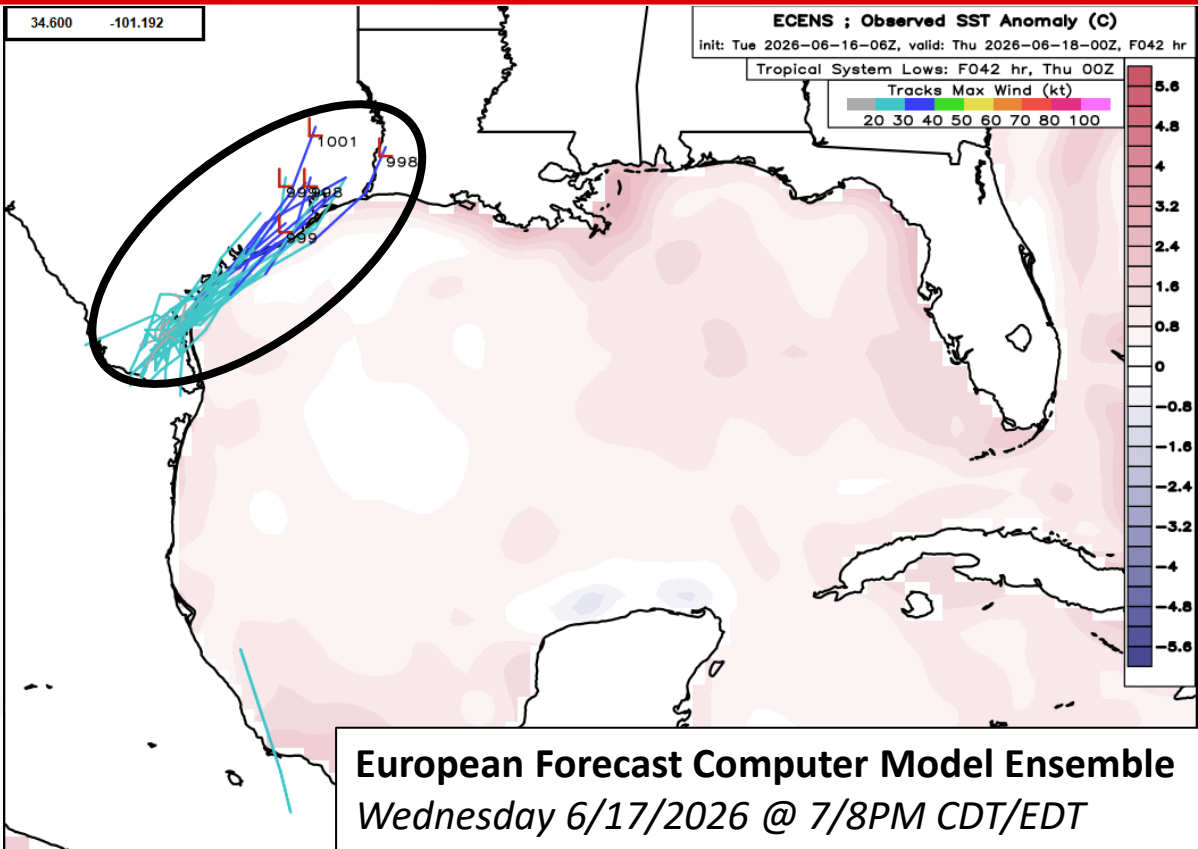 34.600 -101.192
ECENS ; Observed SST Anomaly (C)
init: Tue 2026-06-16-06Z, valid: Thu 2026-06-18-00Z, F042 hr
Tropical System Lows: F042 hr, Thu 00Z
Tracks Max Wind (kt)
20 30 40 50 60 70 80 100
5.6
4.8
4
3.2
2.4
1.6
0.8
0
-0.8
-1.6
-2.4
-3.2
-4
-4.8
-5.6
L
1001
L
998
L
L
998
L
999
European Forecast Computer Model Ensemble
Wednesday 6/17/2026 @ 7/8PM CDT/EDT